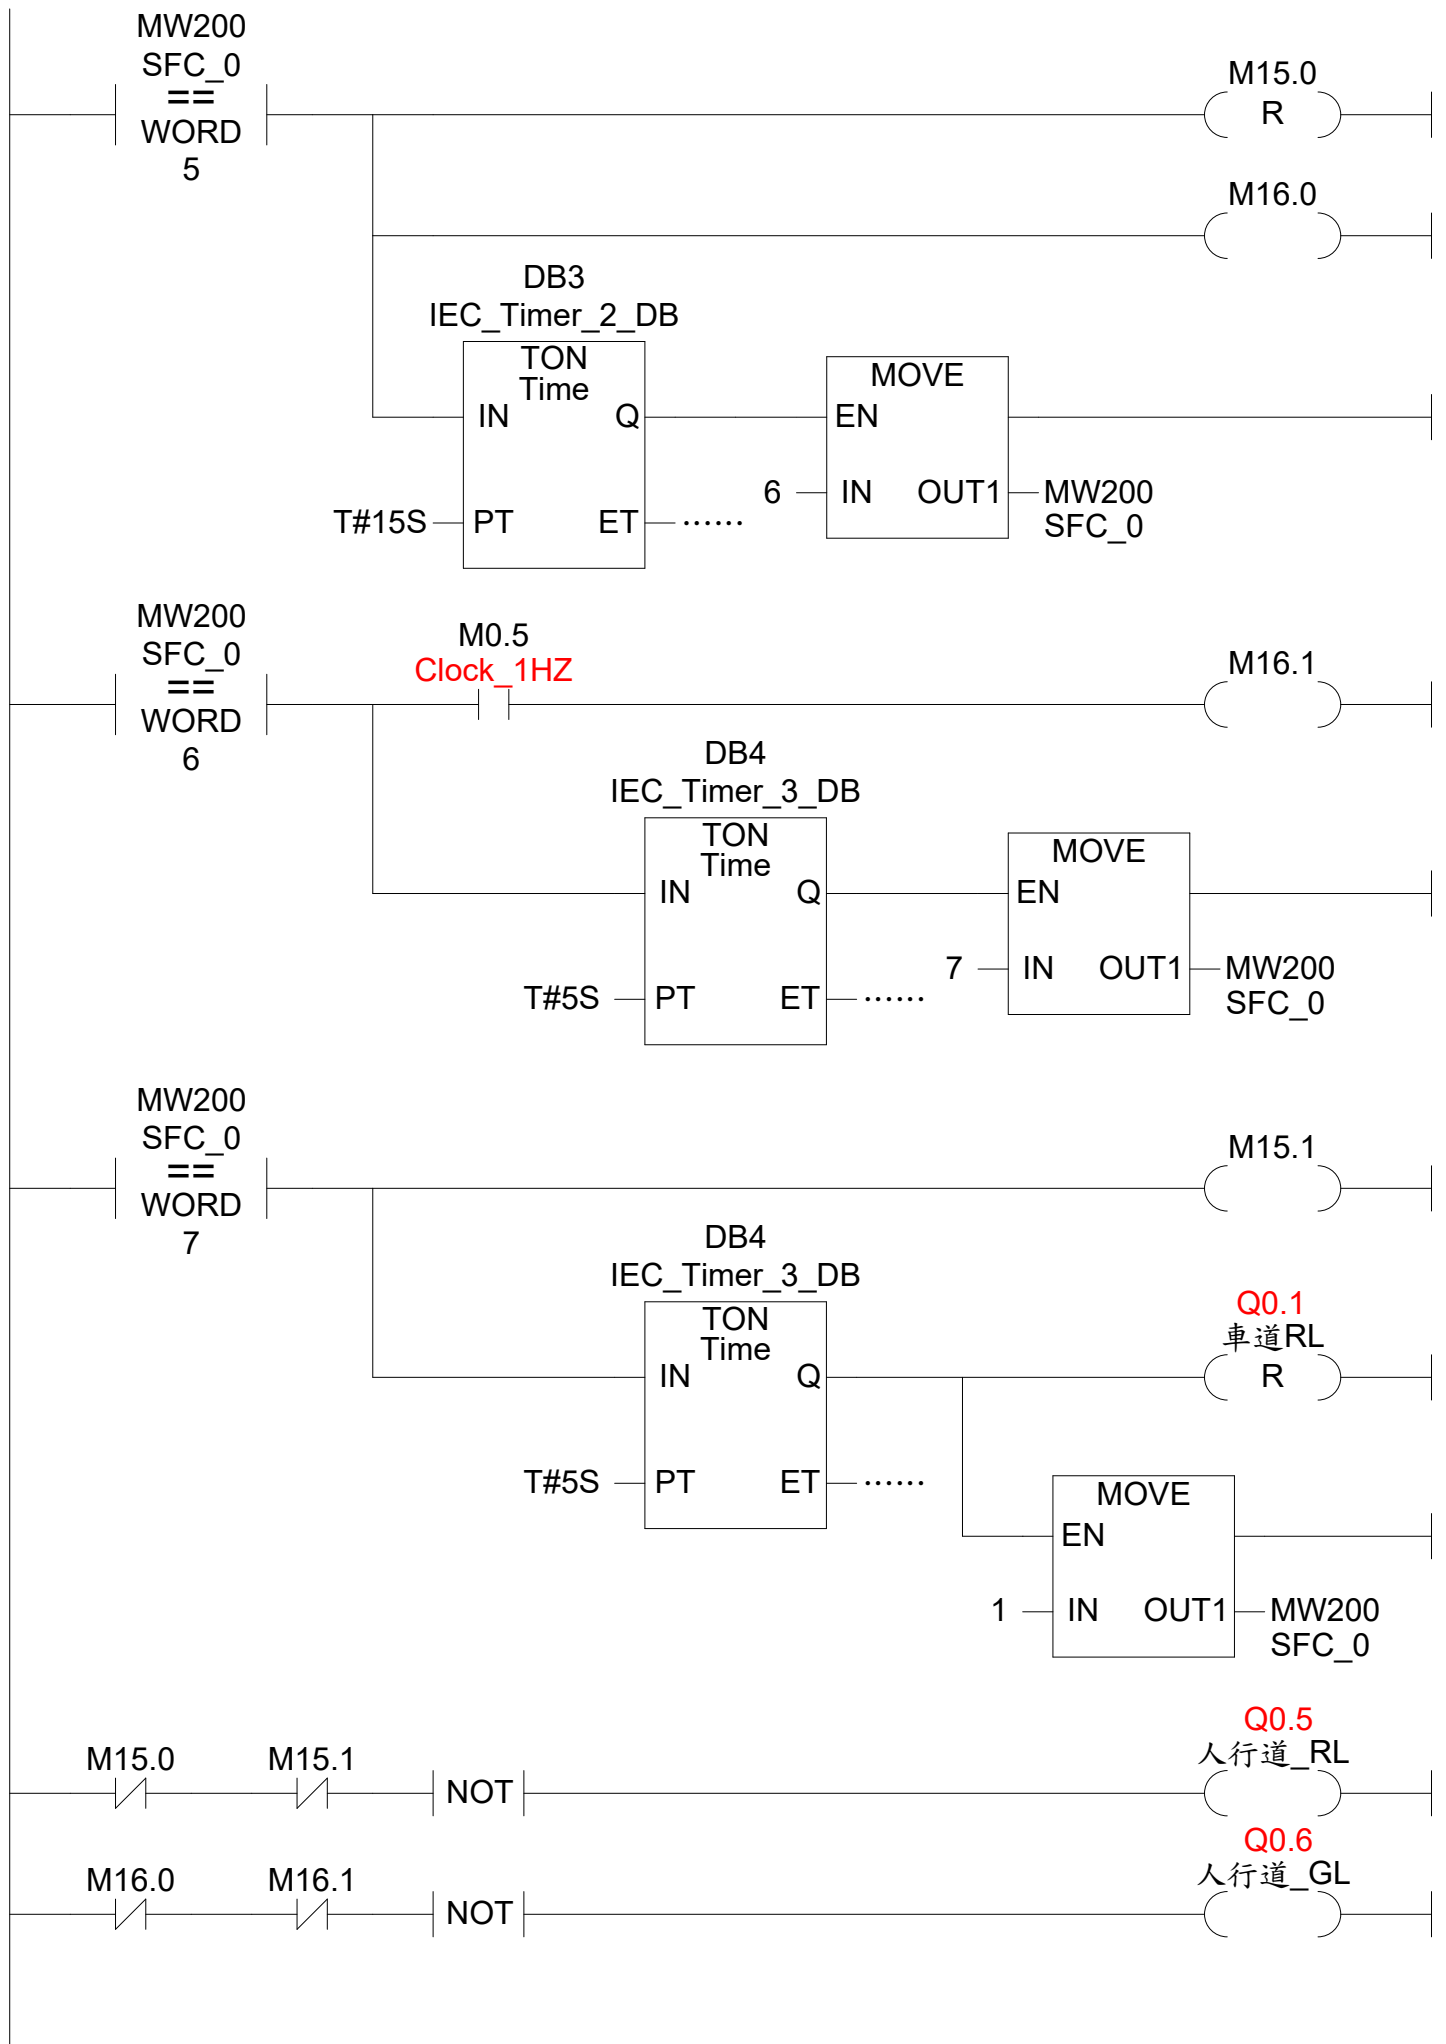 MW200
SFC_0
==
WORD
5
M15.0
R
M16.0
DB3
IEC_Timer_2_DB
TON
Time
IN Q
T#15S PT ET ······
MOVE
EN
6 IN OUT1 MW200
SFC_0
MW200
SFC_0
==
WORD
6
M0.5
Clock_1HZ
M16.1
DB4
IEC_Timer_3_DB
TON
Time
IN Q
T#5S PT ET ······
MOVE
EN
7 IN OUT1 MW200
SFC_0
MW200
SFC_0
==
WORD
7
M15.1
DB4
IEC_Timer_3_DB
TON
Time
IN Q
T#5S PT ET ······
Q0.1
車道RL
R
MOVE
EN
1 IN OUT1 MW200
SFC_0
M15.0 M15.1
NOT
Q0.5
人行道_RL
M16.0 M16.1
NOT
Q0.6
人行道_GL